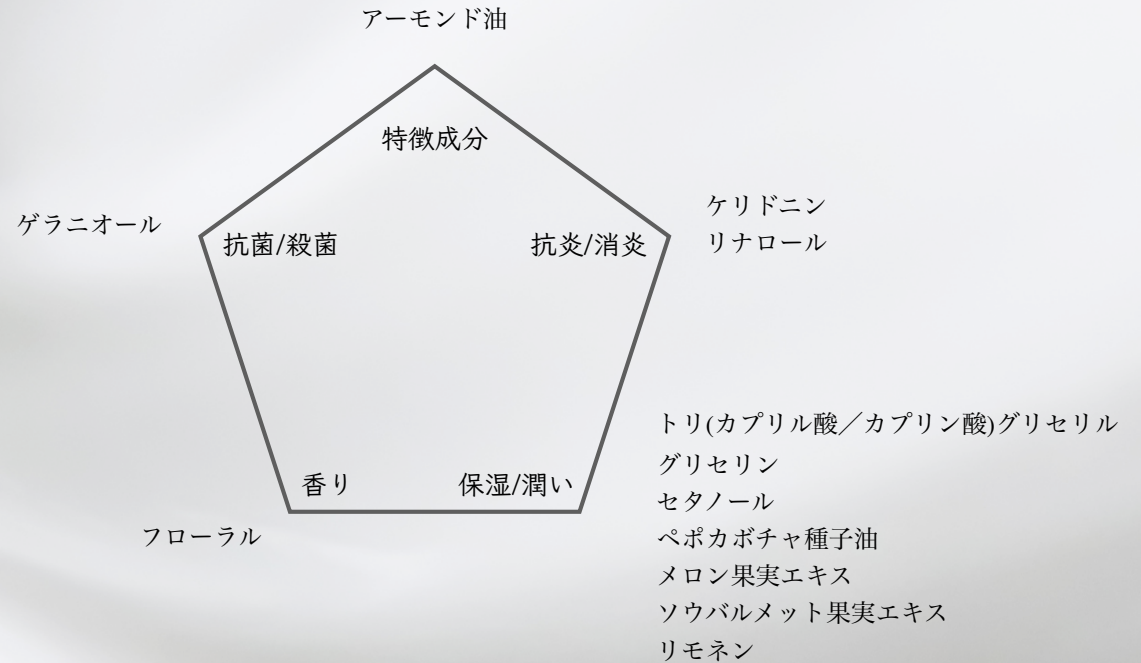 アーモンド油
特徴成分
ゲラニオール
抗菌/殺菌
抗炎/消炎
ケリドニン
リナロール
香り
保湿/潤い
フローラル
トリ(カプリル酸／カプリン酸)グリセリル
グリセリン
セタノール
ペポカボチャ種子油
メロン果実エキス
ソウパルメット果実エキス
リモネン